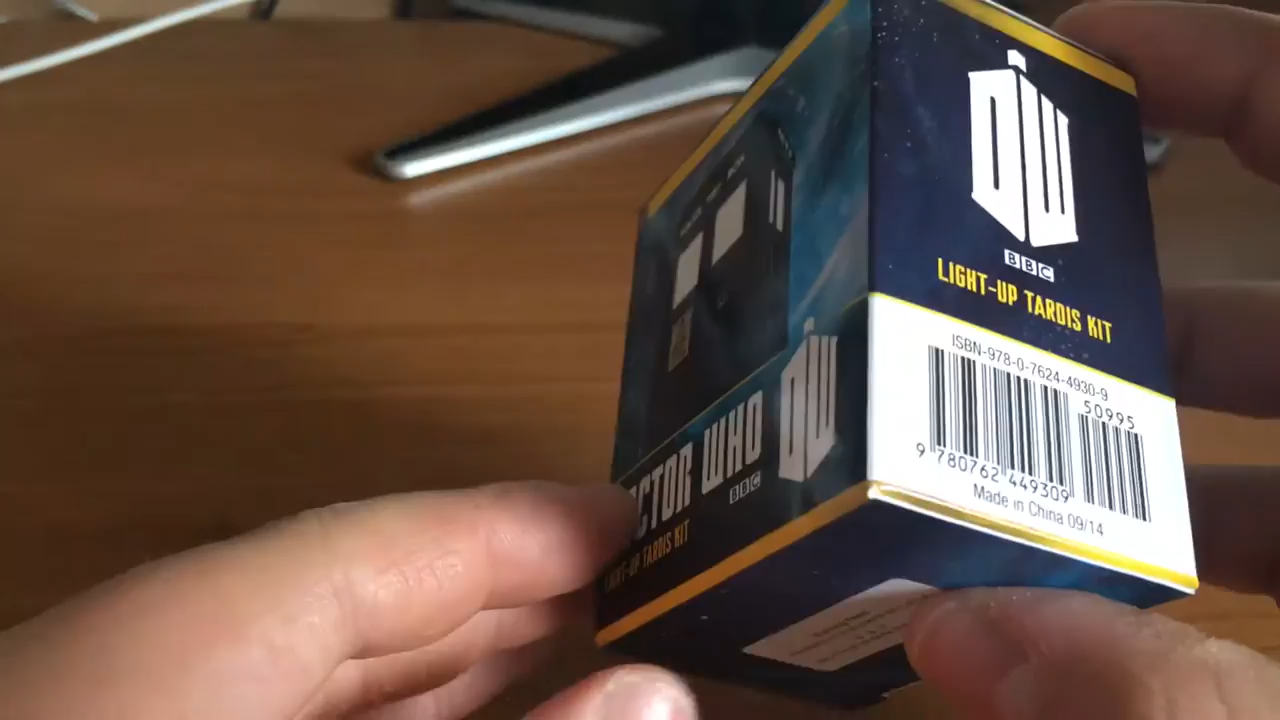 DOCTOR WHO
BBC
LIGHT-UP TARDIS KIT
DW
DW
BBC
LIGHT-UP TARDIS KIT
ISBN-978-0-7624-4930-9
50995
9 780762 449309
Made in China 09/14